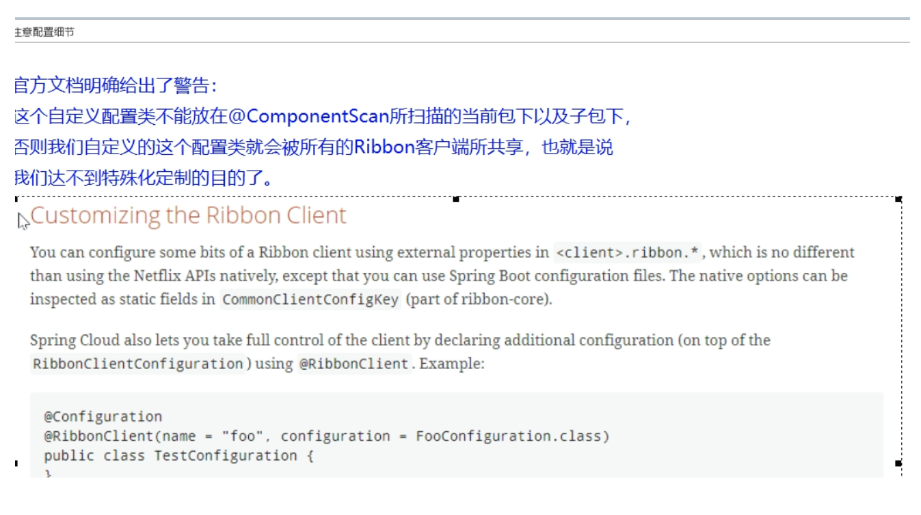 注意配置细节
官方文档明确给出了警告：
这个自定义配置类不能放在@ComponentScan所扫描的当前包下以及子包下，
否则我们自定义的这个配置类就会被所有的Ribbon客户端所共享，也就是说
我们达不到特殊化定制的目的了。
Customizing the Ribbon Client
You can configure some bits of a Ribbon client using external properties in <client>.ribbon.*, which is no different
than using the Netflix APIs natively, except that you can use Spring Boot configuration files. The native options can be
inspected as static fields in CommonClientConfigKey (part of ribbon-core).
Spring Cloud also lets you take full control of the client by declaring additional configuration (on top of the
RibbonClientConfiguration) using @RibbonClient. Example:
@Configuration
@RibbonClient(name = "foo", configuration = FooConfiguration.class)
public class TestConfiguration {
}